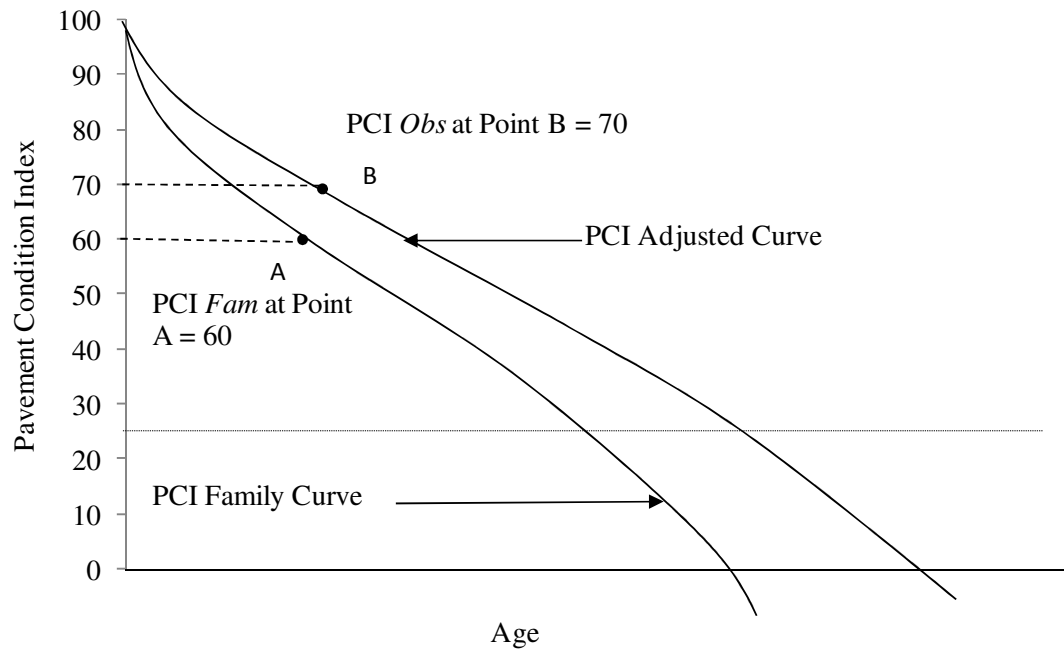 100
90
80
70
60
50
40
30
20
10
0
Pavement Condition Index
PCI Obs at Point B = 70
B
PCI Adjusted Curve
A
PCI Fam at Point
A = 60
PCI Family Curve
Age